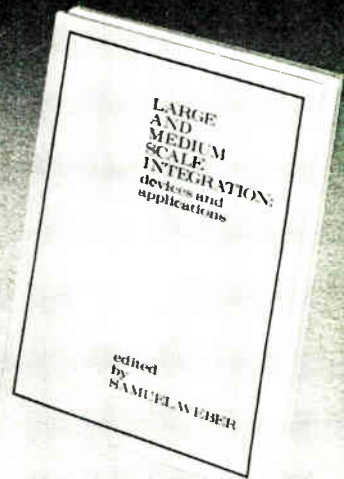 LARGE
AND
MEDIUM
SCALE
INTEGRATION:
devices and
applications
edited
by
SAMUEL WEBER